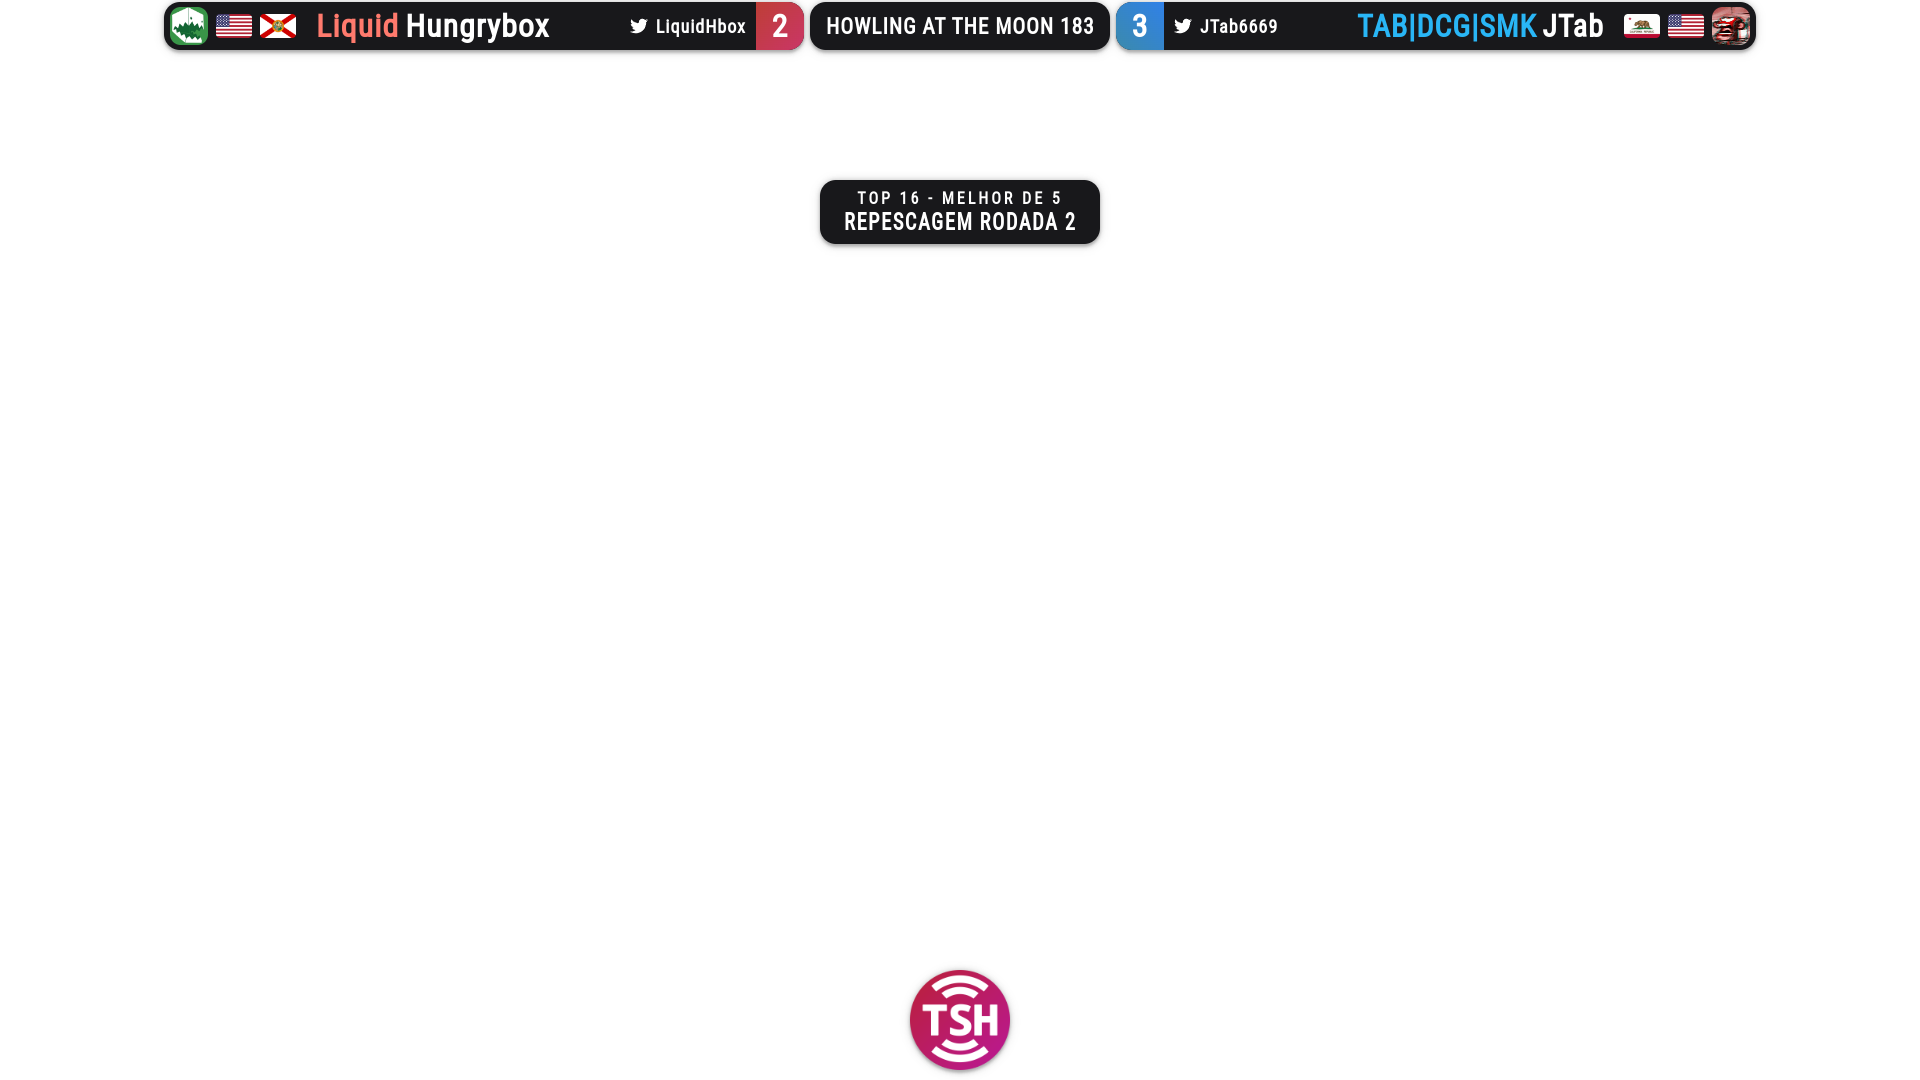 Liquid Hungrybox LiquidHbox 2 HOWLING AT THE MOON 183 3 JTab6669 TAB|DCG|SMK JTab
TOP 16 - MELHOR DE 5
REPESCAGEM RODADA 2
TSH